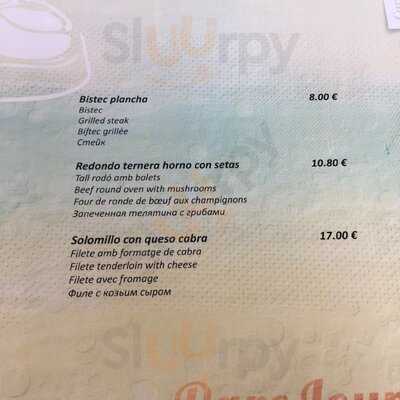 Slurrpy
Bistec plancha 8.00 €
Bistec
Grilled steak
Biftec grillée
Стейк
Redondo ternera horno con setas 10.80 €
Tall rodó amb bolets
Beef round oven with mushrooms
Four de ronde de bœuf aux champignons
Запеченная телятина с грибами
Solomillo con queso cabra 17.00 €
Filete amb formatge de cabra
Filete tenderloin with cheese
Filete avec fromage
Филе с козьим сыром
Slurrpy